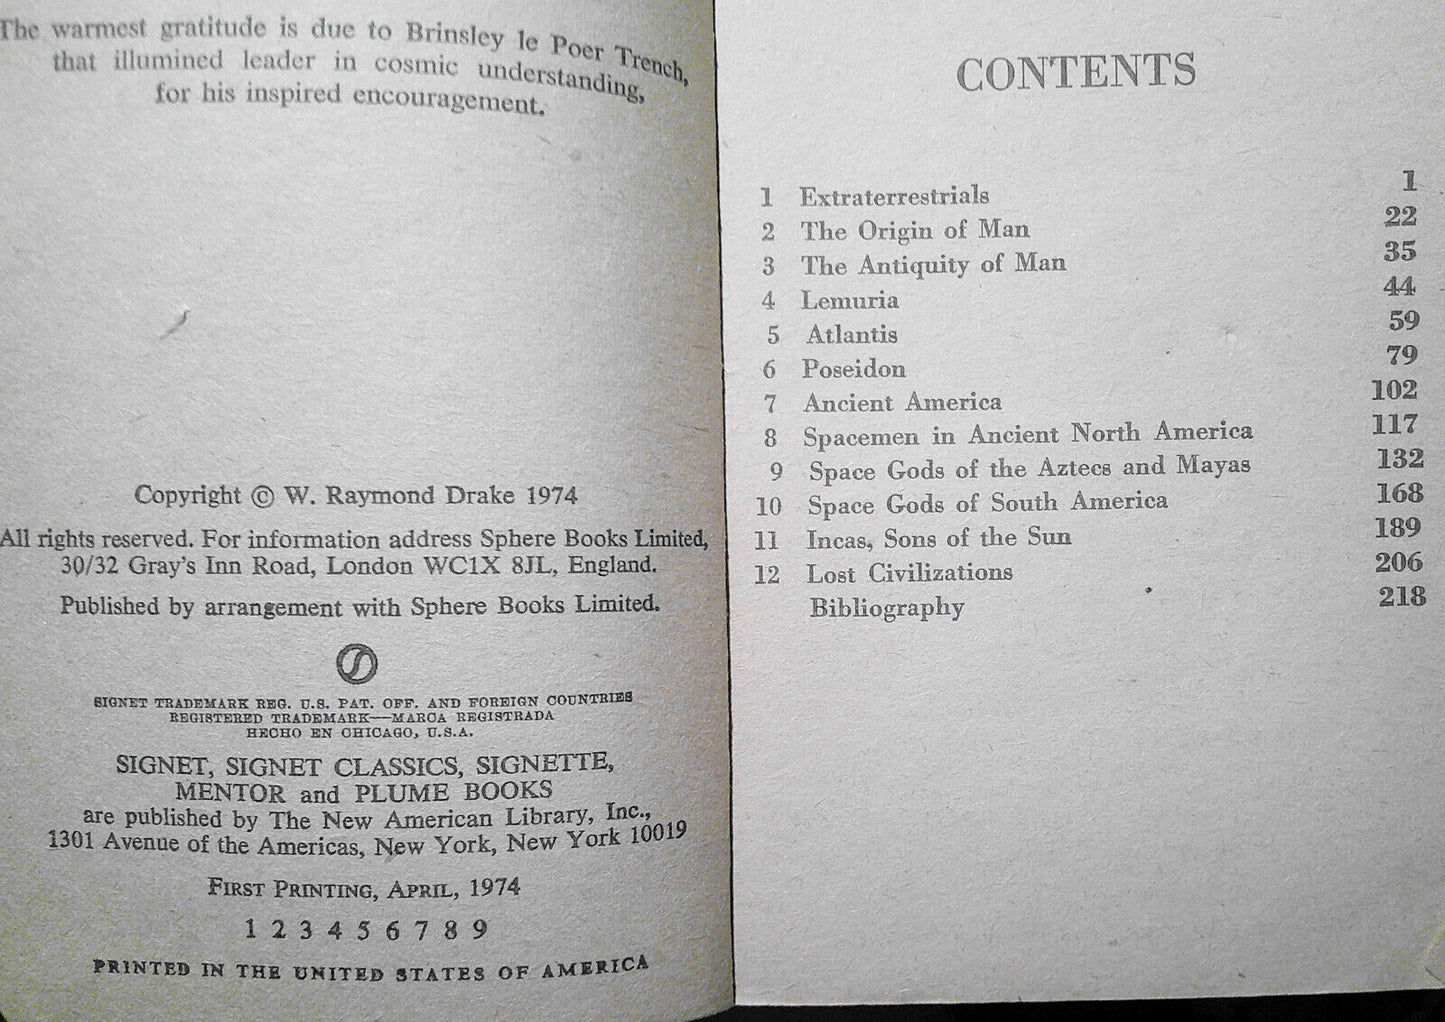 The warmest gratitude is due to Brinsley le Poer Trench,
that illumined leader in cosmic understanding,
for his inspired encouragement.
Copyright © W. Raymond Drake 1974
All rights reserved. For information address Sphere Books Limited,
30/32 Gray's Inn Road, London WC1X 8JL, England.
Published by arrangement with Sphere Books Limited.
SIGNET TRADEMARK REG. U.S. PAT. OFF. AND FOREIGN COUNTRIES
REGISTERED TRADEMARK—MARCA REGISTRADA
HECHO EN CHICAGO, U.S.A.
SIGNET, SIGNET CLASSICS, SIGNETTE,
MENTOR and PLUME BOOKS
are published by The New American Library, Inc.,
1301 Avenue of the Americas, New York, New York 10019
FIRST PRINTING, APRIL, 1974
1 2 3 4 5 6 7 8 9
PRINTED IN THE UNITED STATES OF AMERICA
CONTENTS
1 Extraterrestrials 1
2 The Origin of Man 22
3 The Antiquity of Man 35
4 Lemuria 44
5 Atlantis 59
6 Poseidon 79
7 Ancient America 102
8 Spacemen in Ancient North America 117
9 Space Gods of the Aztecs and Mayas 132
10 Space Gods of South America 168
11 Incas, Sons of the Sun 189
12 Lost Civilizations 206
Bibliography 218